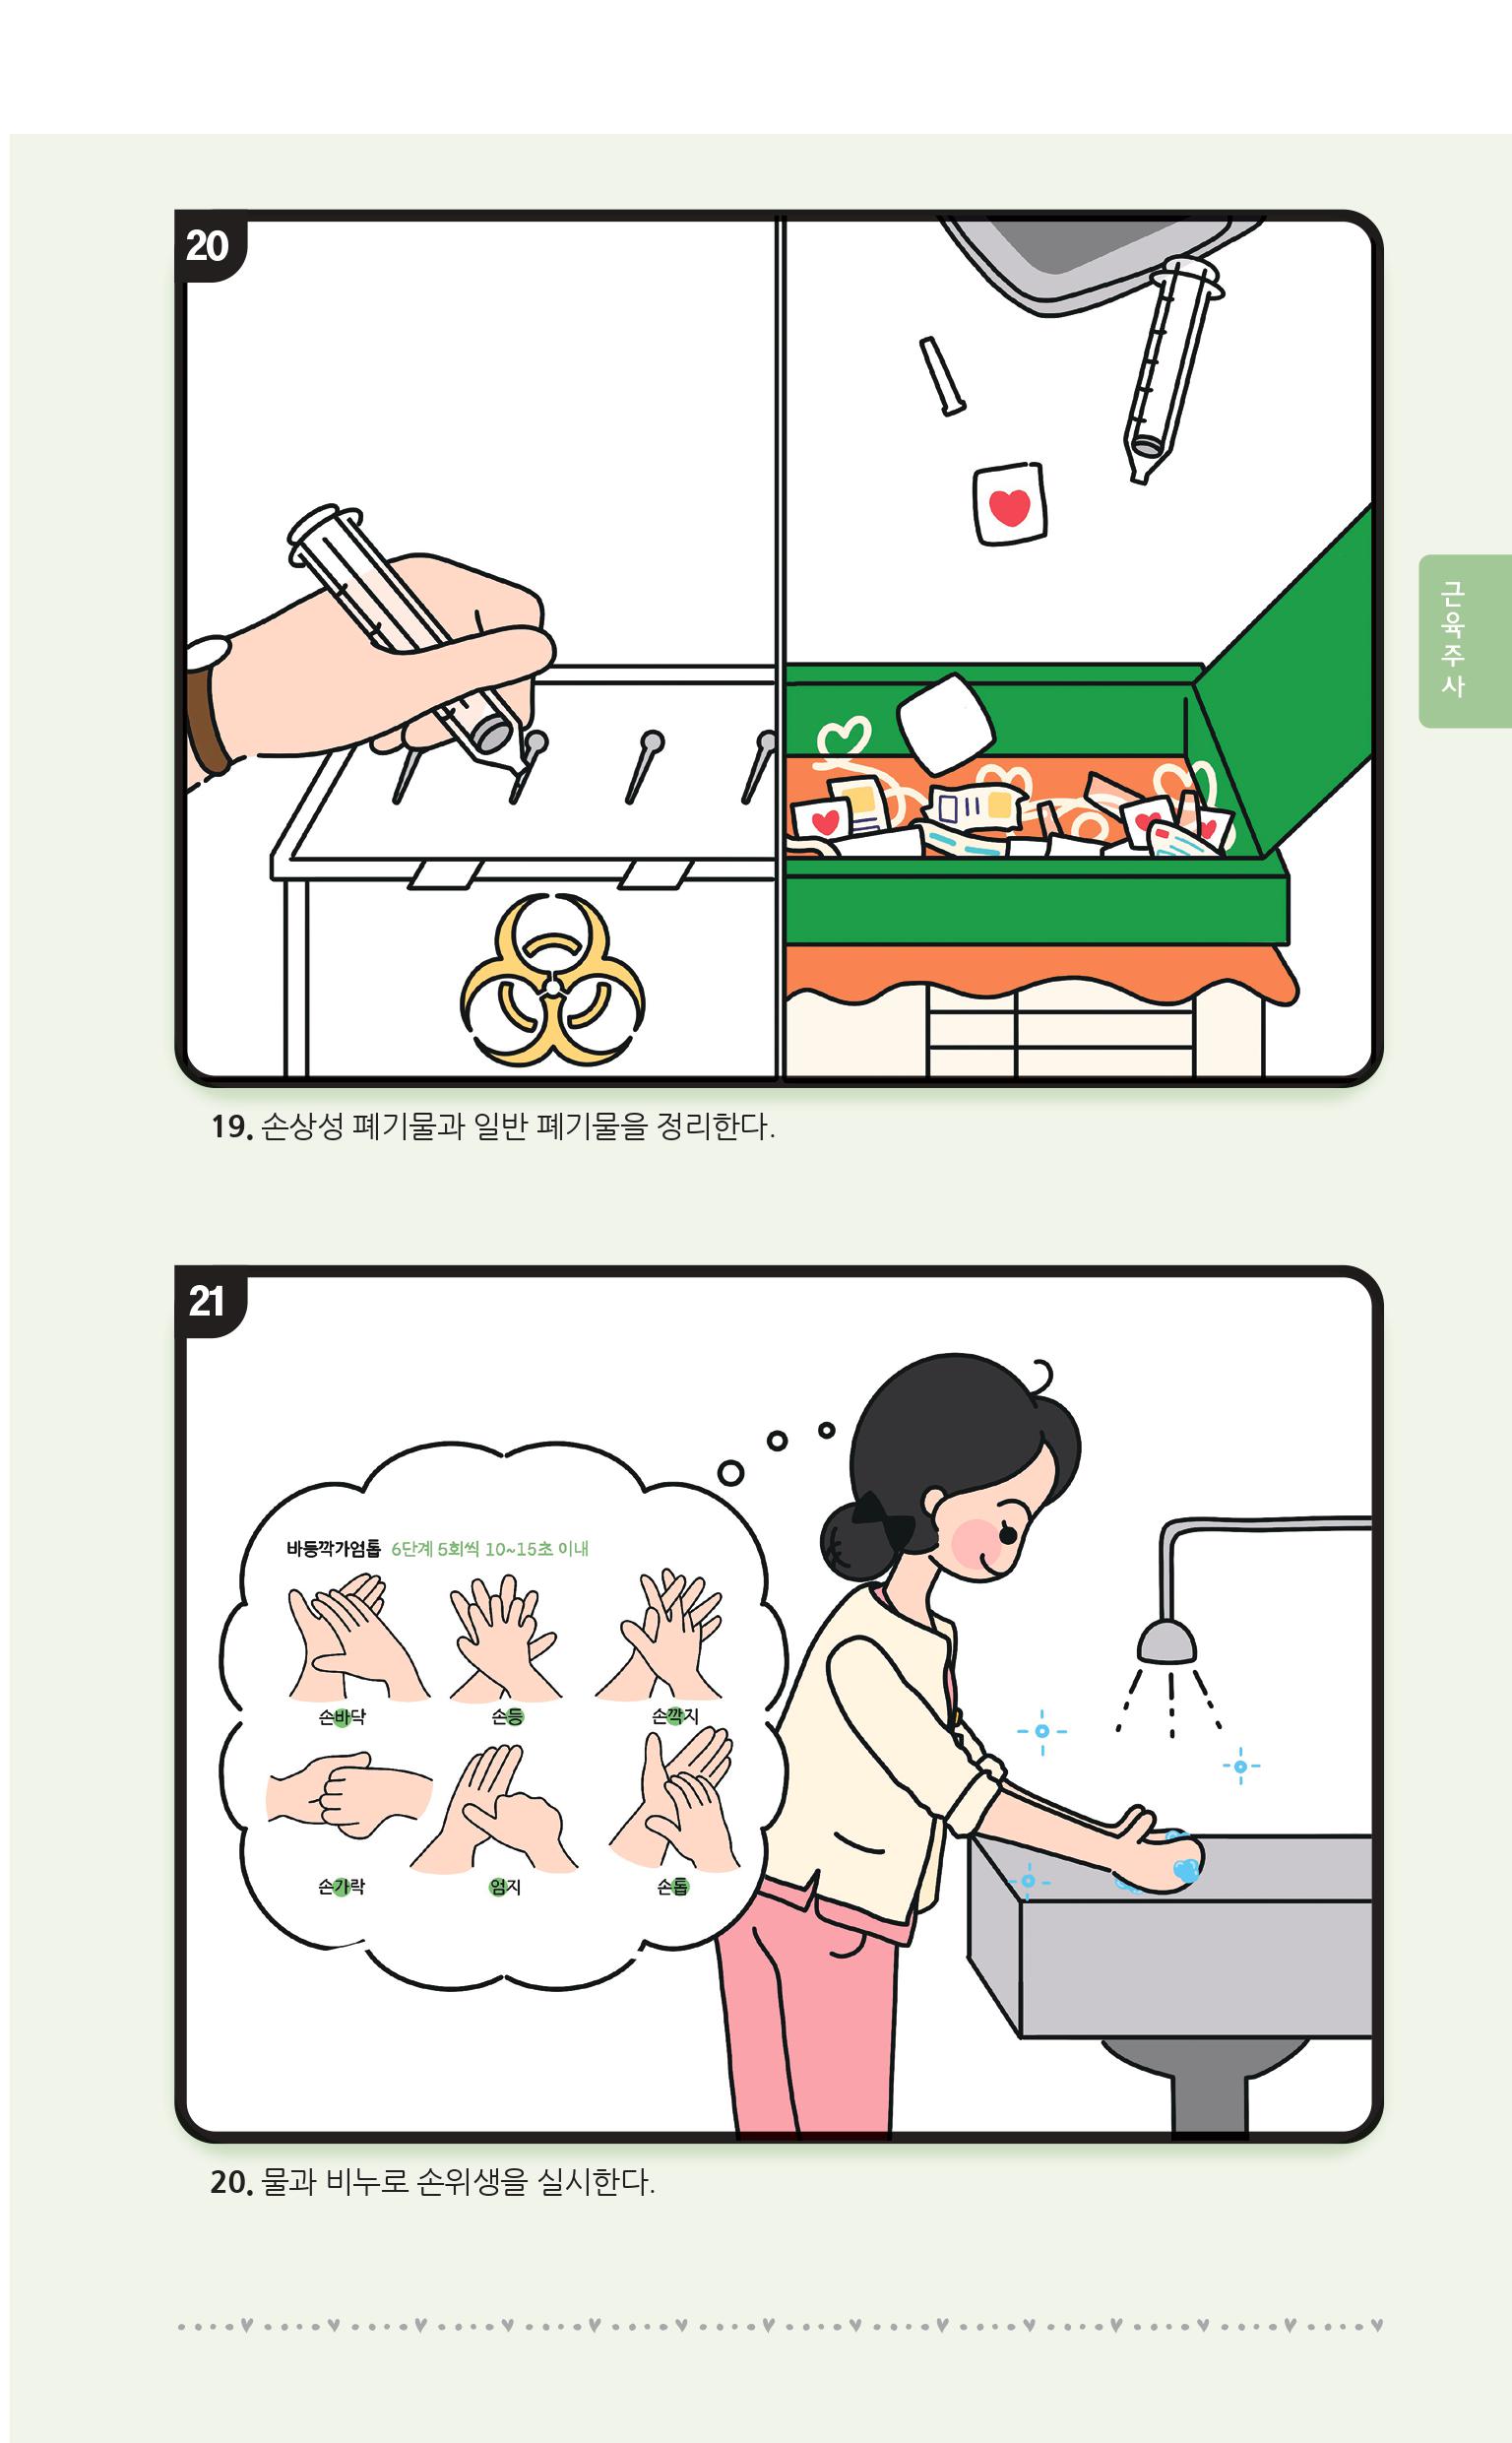 20
근육주사
19. 손상성 폐기물과 일반 폐기물을 정리한다.
21
바등깍가엄톱 6단계 5회씩 10~15초 이내
손바닥 손등 손깍지
손가락 엄지 손톱
20. 물과 비누로 손위생을 실시한다.